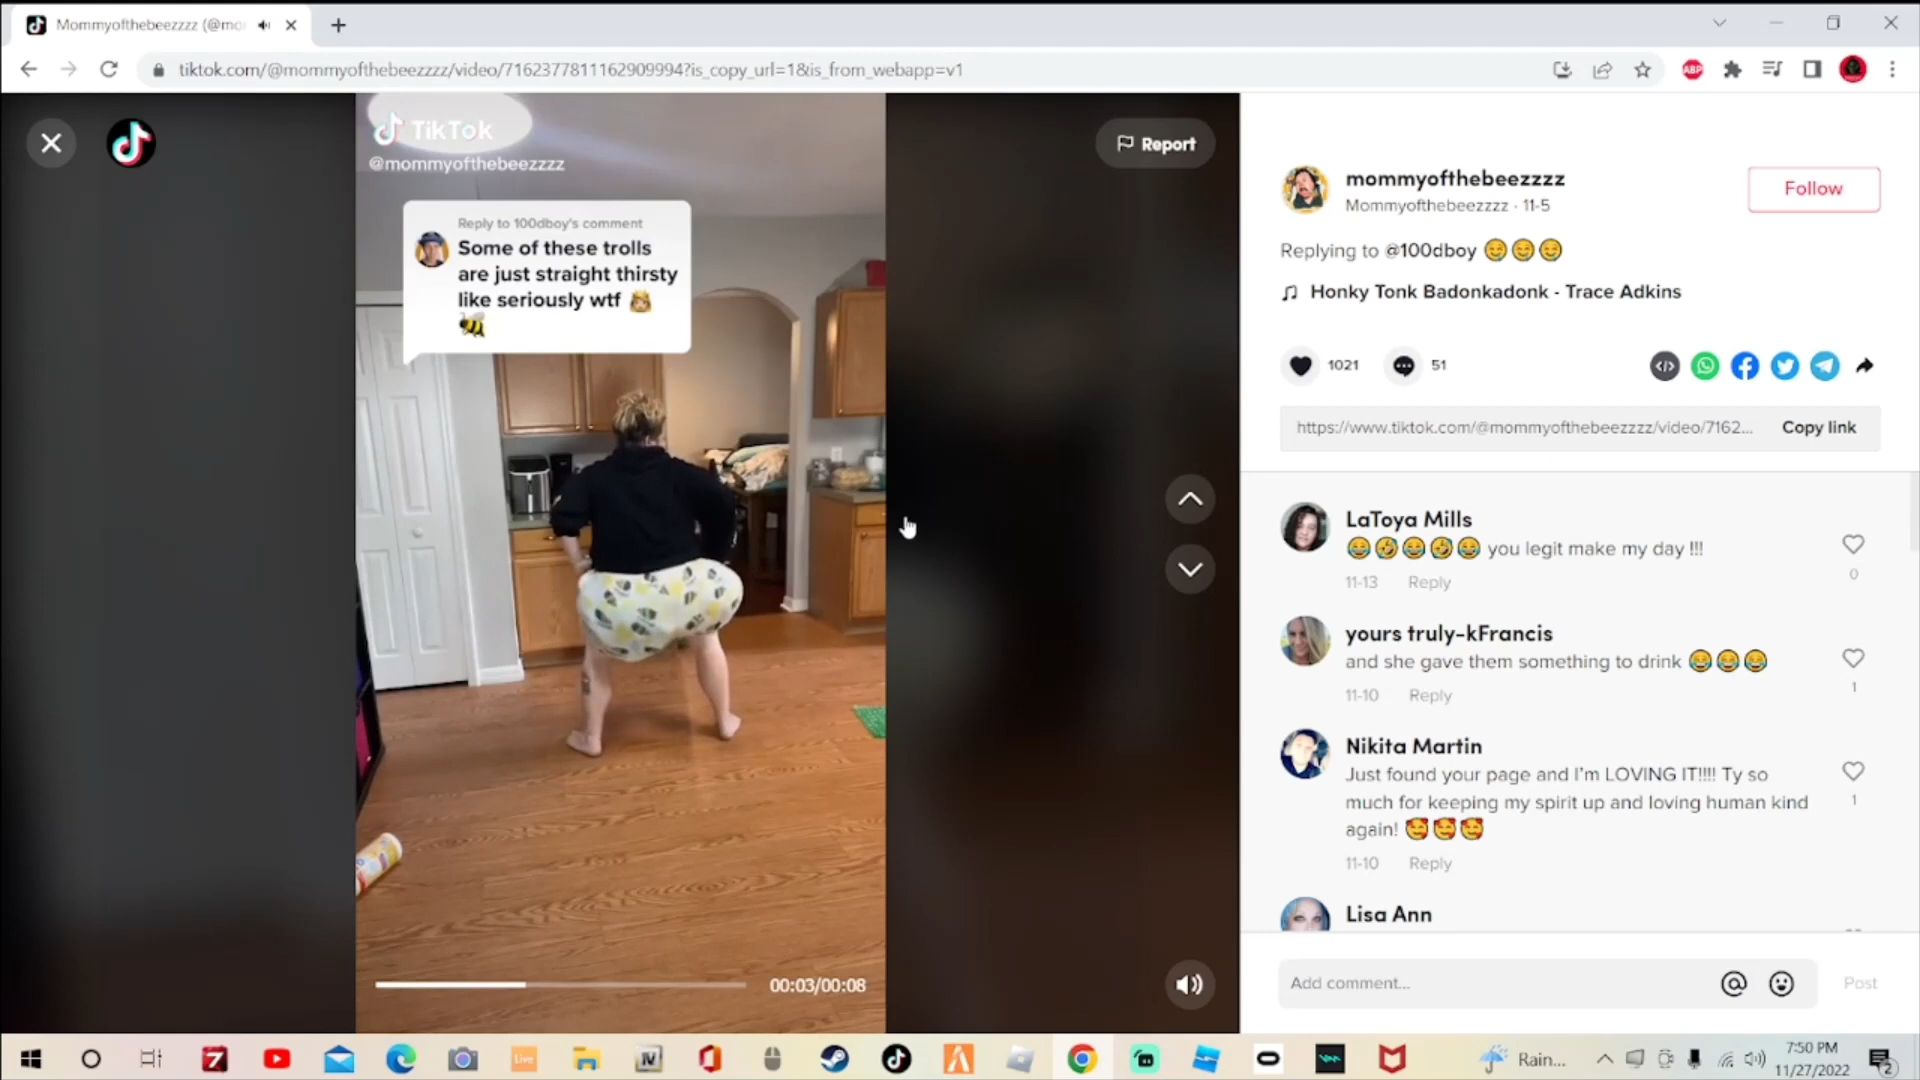 Mommyofthebeezzzz (@mo
tiktok.com/@mommyofthebeezzzz/video/7162377811162909994?is_copy_url=1&is_from_webapp=v1
ABP
TikTok
@mommyofthebeezzzz
Report
Reply to 100dboy's comment
Some of these trolls
are just straight thirsty
like seriously wtf 👸🏼
🐝
00:03/00:08
mommyofthebeezzzz
Mommyofthebeezzzz · 11-5
Follow
Replying to @100dboy 🤤🤤🤤
Honky Tonk Badonkadonk - Trace Adkins
1021
51
https://www.tiktok.com/@mommyofthebeezzzz/video/7162...
Copy link
LaToya Mills
😂🤣😂🤣😂 you legit make my day !!!
0
11-13 Reply
yours truly-kFrancis
and she gave them something to drink 😂😂😂
1
11-10 Reply
Nikita Martin
Just found your page and I'm LOVING IT!!!! Ty so
much for keeping my spirit up and loving human kind
again! 🥰🥰🥰
1
11-10 Reply
Lisa Ann
Add comment...
Post
Live
IV
Rain...
7:50 PM
11/27/2022
2